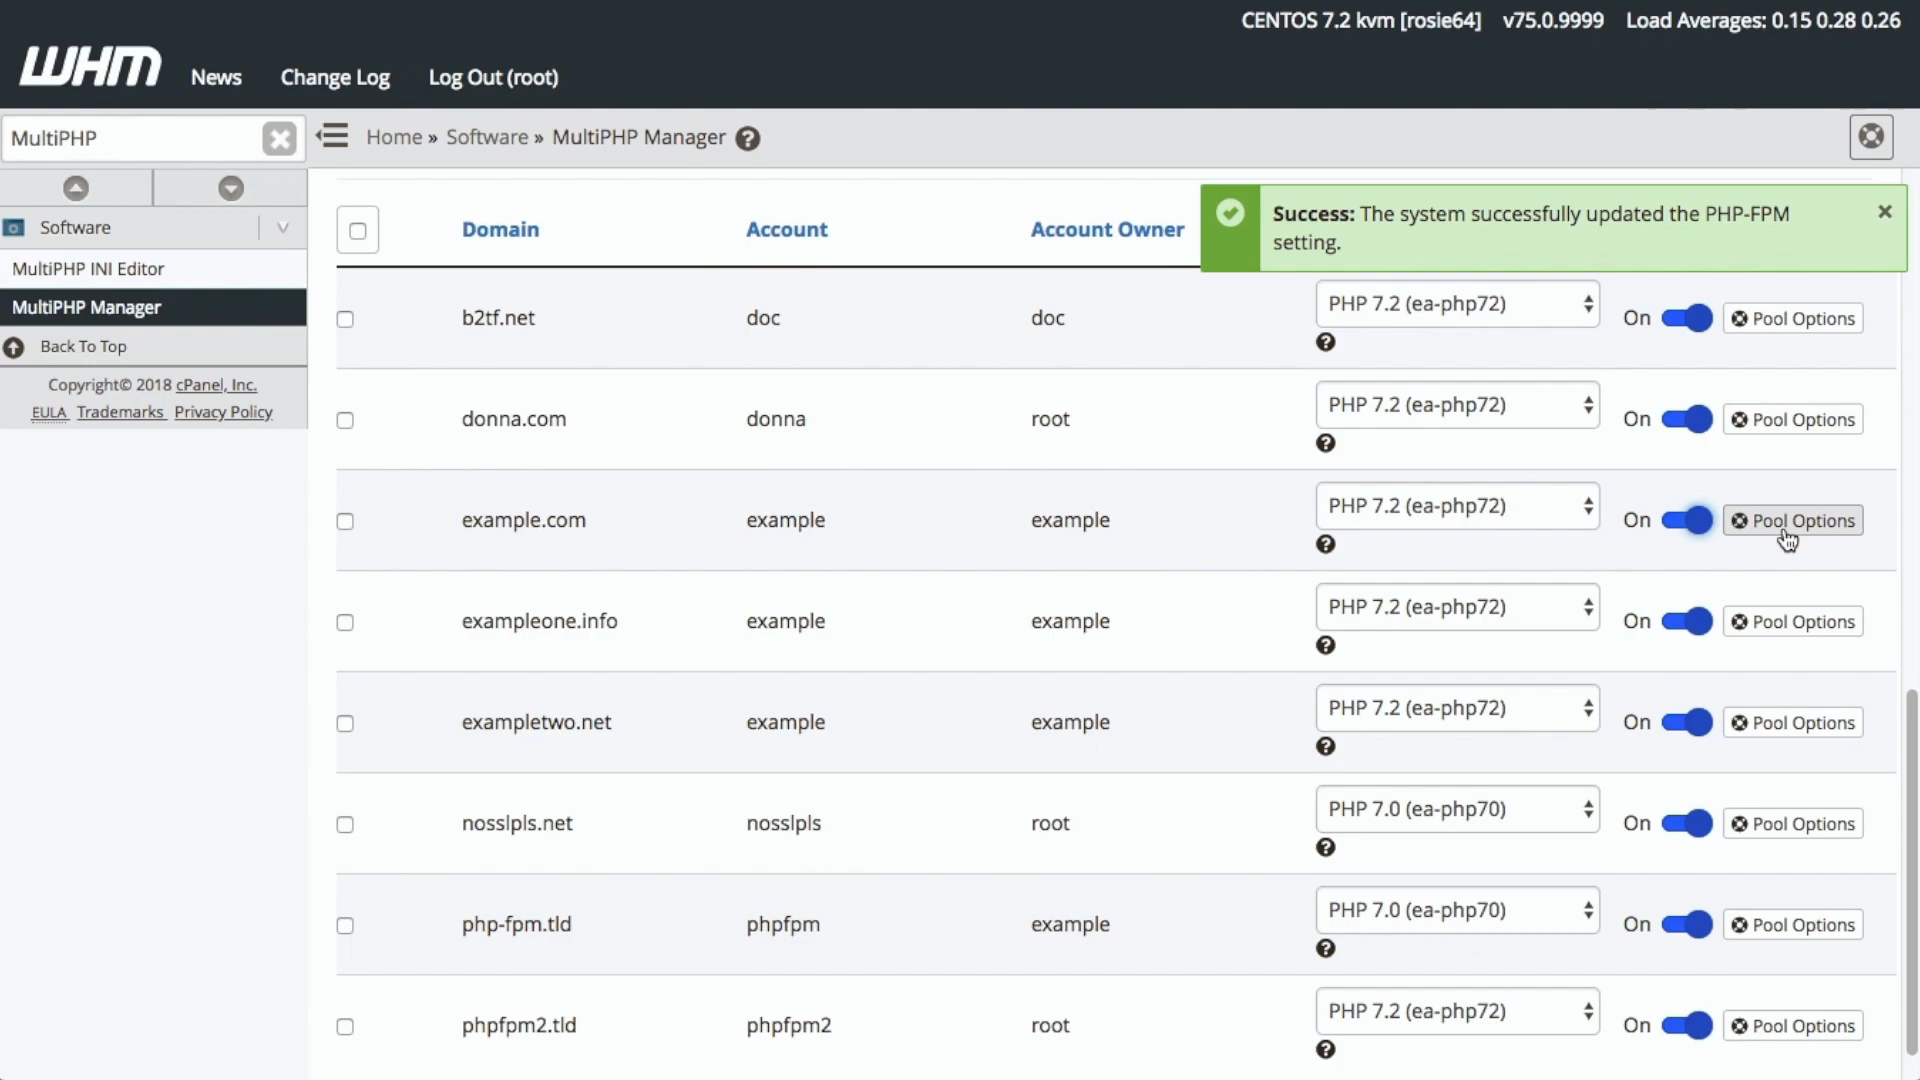 CENTOS 7.2 kvm [rosie64] v75.0.9999 Load Averages: 0.15 0.28 0.26
WHM News Change Log Log Out (root)
MultiPHP
Home » Software » MultiPHP Manager
Software
MultiPHP INI Editor
MultiPHP Manager
Back To Top
Copyright© 2018 cPanel, Inc.
EULA Trademarks Privacy Policy
Success: The system successfully updated the PHP-FPM
setting.
Domain Account Account Owner
b2tf.net doc doc PHP 7.2 (ea-php72) On Pool Options
donna.com donna root PHP 7.2 (ea-php72) On Pool Options
example.com example example PHP 7.2 (ea-php72) On Pool Options
exampleone.info example example PHP 7.2 (ea-php72) On Pool Options
exampletwo.net example example PHP 7.2 (ea-php72) On Pool Options
nosslpls.net nosslpls root PHP 7.0 (ea-php70) On Pool Options
php-fpm.tld phpfpm example PHP 7.0 (ea-php70) On Pool Options
phpfpm2.tld phpfpm2 root PHP 7.2 (ea-php72) On Pool Options